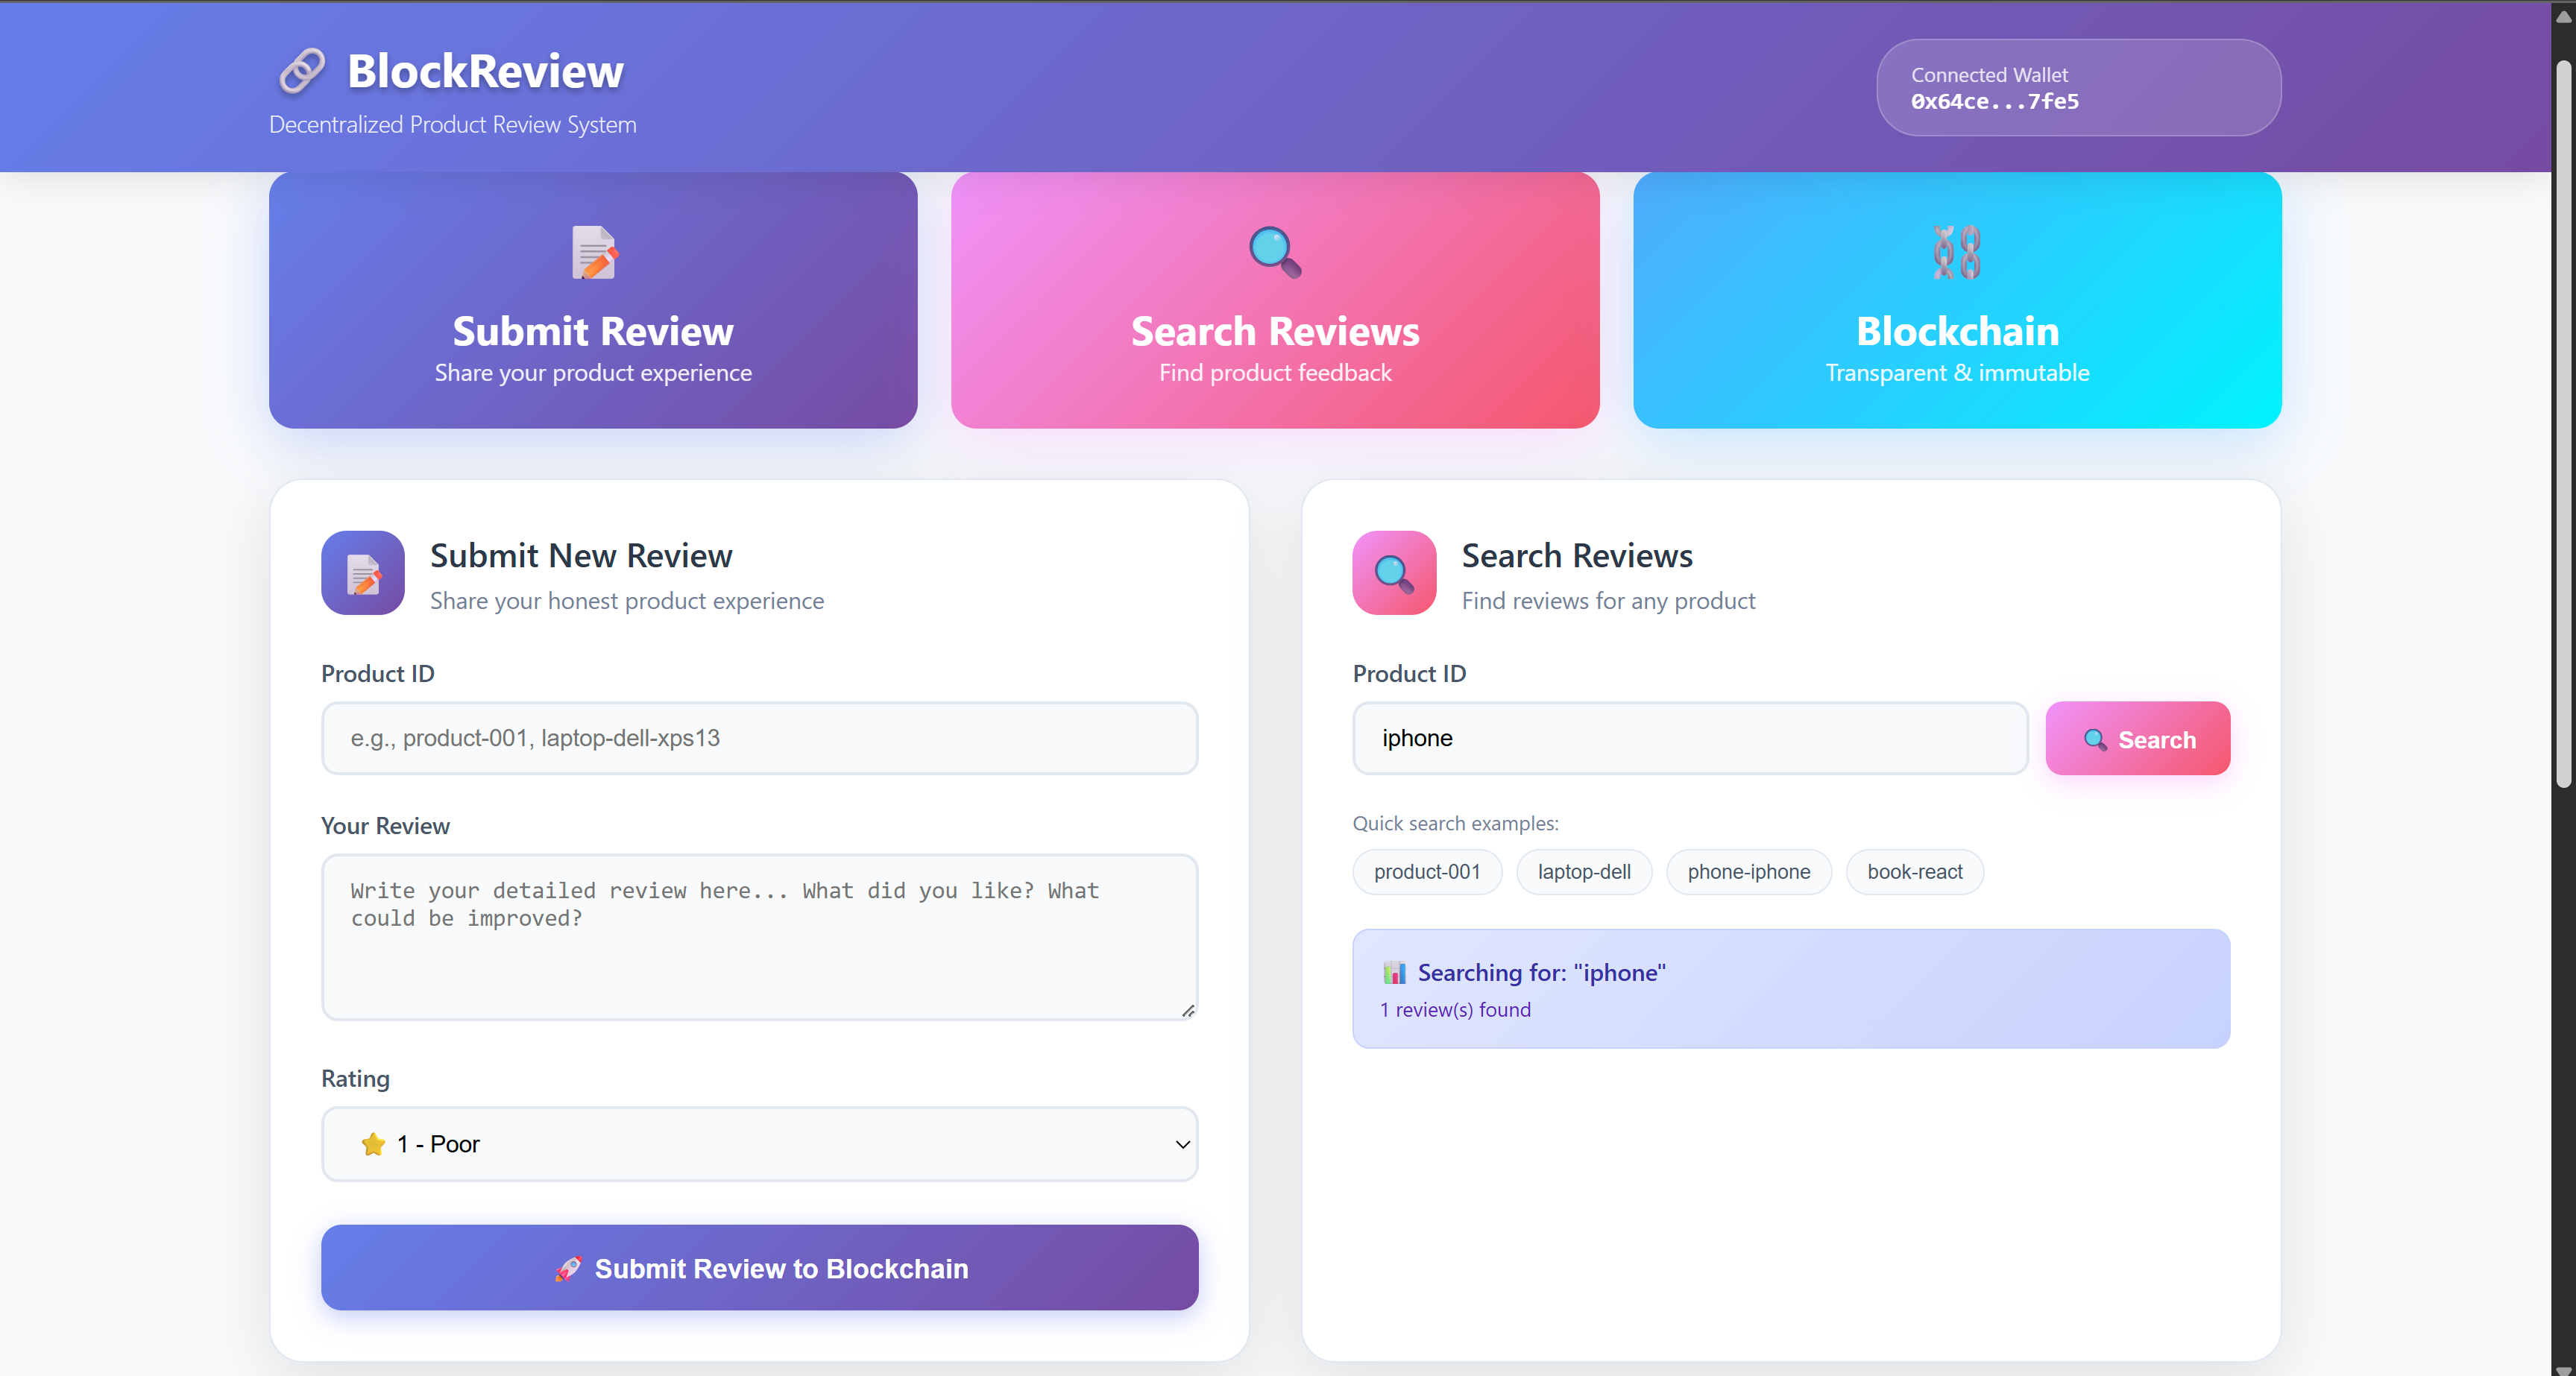 BlockReview
Decentralized Product Review System
Connected Wallet
0x64ce...7fe5
Submit Review
Share your product experience
Search Reviews
Find product feedback
Blockchain
Transparent & immutable
Submit New Review
Share your honest product experience
Product ID
e.g., product-001, laptop-dell-xps13
Your Review
Write your detailed review here... What did you like? What
could be improved?
Rating
1 - Poor
Submit Review to Blockchain
Search Reviews
Find reviews for any product
Product ID
iphone
Search
Quick search examples:
product-001
laptop-dell
phone-iphone
book-react
Searching for: "iphone"
1 review(s) found